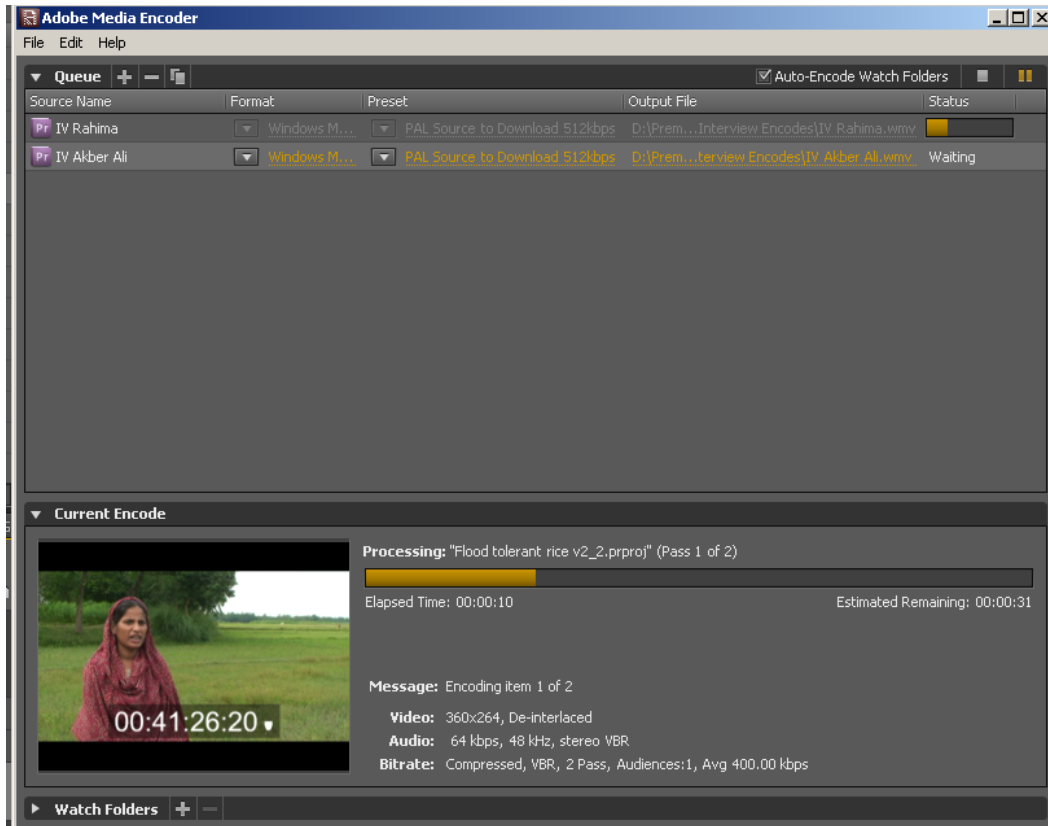 Adobe Media Encoder
File Edit Help
Queue
Auto-Encode Watch Folders
Source Name Format Preset Output File Status
Pr IV Rahima Windows M... PAL Source to Download 512kbps D:\Prem...Interview Encodes\IV Rahima.wmv
Pr IV Akber Ali Windows M... PAL Source to Download 512kbps D:\Prem...terview Encodes\IV Akber Ali.wmv Waiting
Current Encode
Processing: "Flood tolerant rice v2_2.prproj" (Pass 1 of 2)
Elapsed Time: 00:00:10 Estimated Remaining: 00:00:31
00:41:26:20
Message: Encoding item 1 of 2
Video: 360x264, De-interlaced
Audio: 64 kbps, 48 kHz, stereo VBR
Bitrate: Compressed, VBR, 2 Pass, Audiences:1, Avg 400.00 kbps
Watch Folders